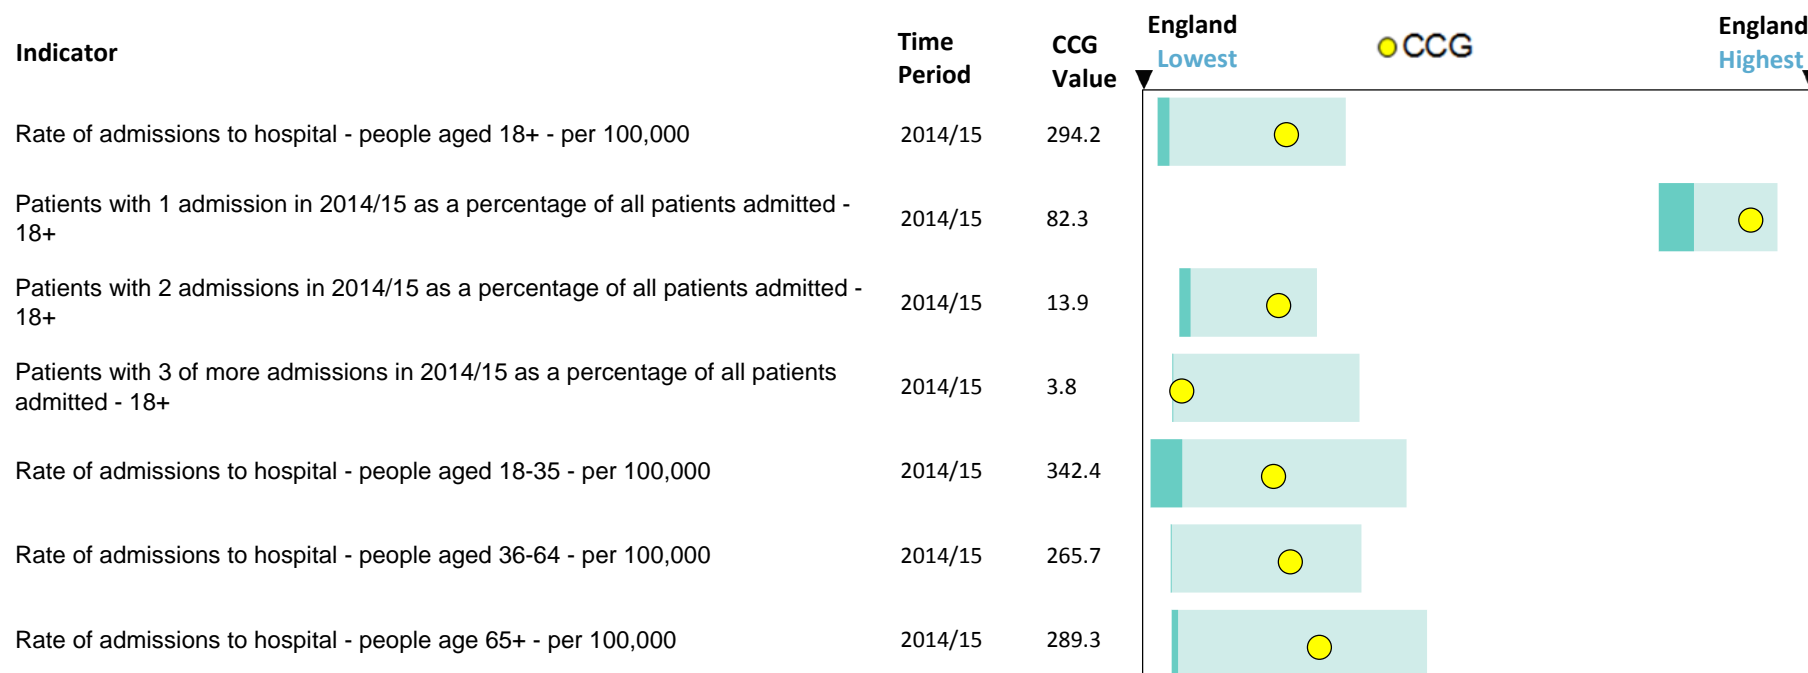 Indicator
Time
Period
CCG
Value
England
Lowest
CCG
England
Highest
Rate of admissions to hospital - people aged 18+ - per 100,000 2014/15 294.2
Patients with 1 admission in 2014/15 as a percentage of all patients admitted -
18+
2014/15 82.3
Patients with 2 admissions in 2014/15 as a percentage of all patients admitted -
18+
2014/15 13.9
Patients with 3 of more admissions in 2014/15 as a percentage of all patients
admitted - 18+
2014/15 3.8
Rate of admissions to hospital - people aged 18-35 - per 100,000 2014/15 342.4
Rate of admissions to hospital - people aged 36-64 - per 100,000 2014/15 265.7
Rate of admissions to hospital - people age 65+ - per 100,000 2014/15 289.3